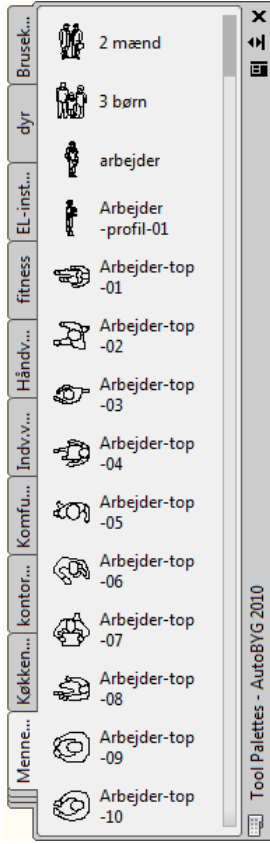 Brusek...
dyr
EL-inst...
fitness
Håndv...
Indv.v...
Komfu...
kontor...
Køkken...
Menne...
2 mænd
3 børn
arbejder
Arbejder
-profil-01
Arbejder-top
-01
Arbejder-top
-02
Arbejder-top
-03
Arbejder-top
-04
Arbejder-top
-05
Arbejder-top
-06
Arbejder-top
-07
Arbejder-top
-08
Arbejder-top
-09
Arbejder-top
-10
Tool Palettes - AutoBYG 2010